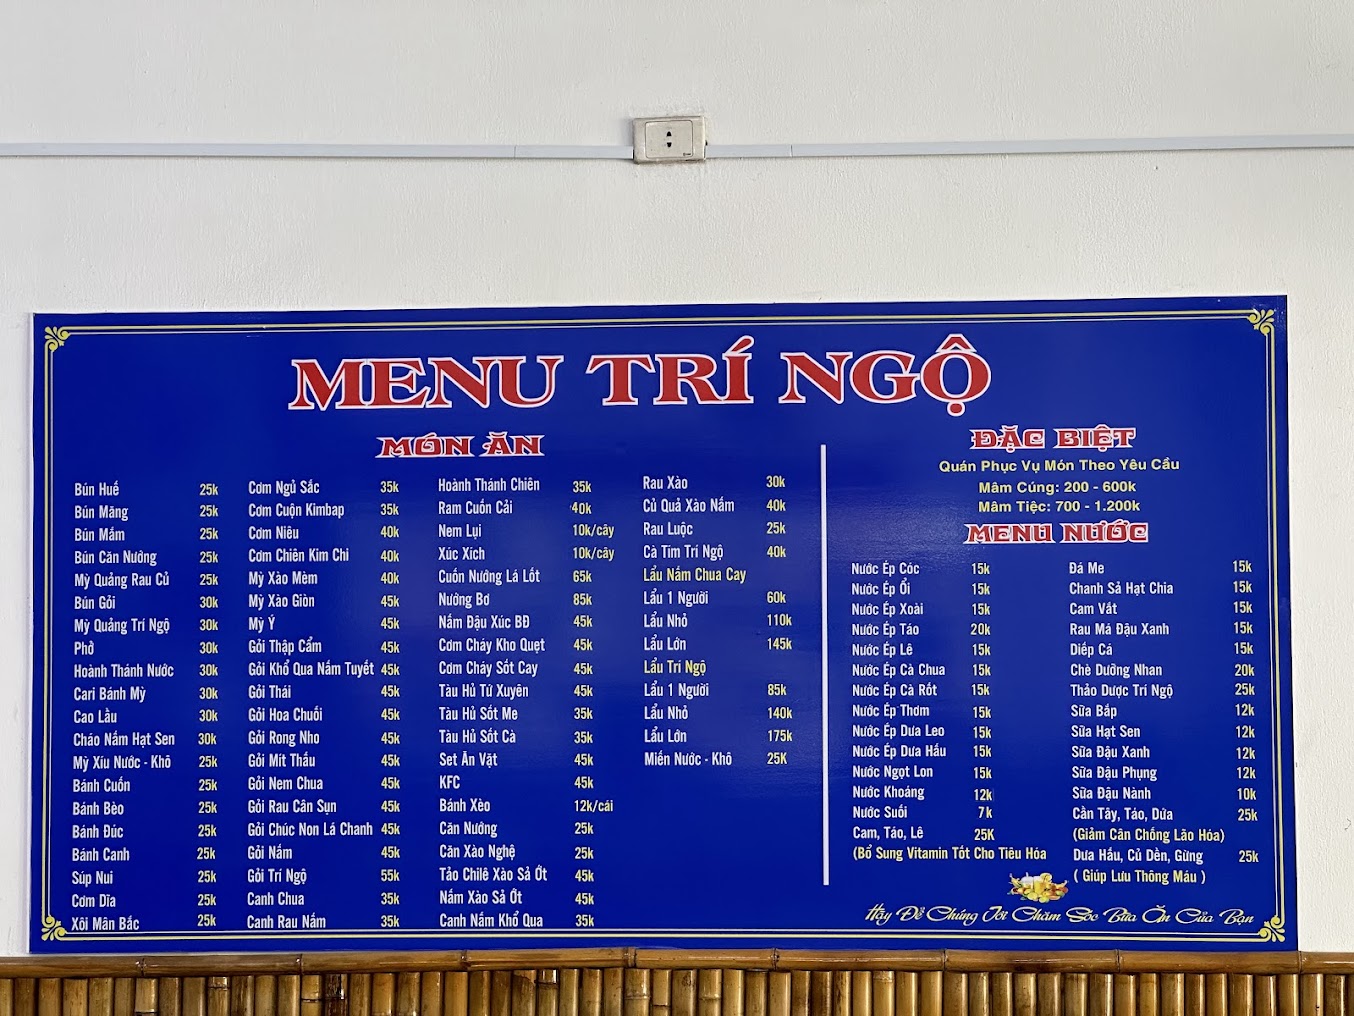 MENU TRÍ NGỘ
MÓN ĂN
Bún Huế 25k
Bún Măng 25k
Bún Mắm 25k
Bún Căn Nướng 25k
Mỳ Quảng Rau Củ 25k
Bún Gỏi 30k
Mỳ Quảng Trí Ngộ 30k
Phở 30k
Hoành Thánh Nước 30k
Cari Bánh Mỳ 30k
Cao Lầu 30k
Cháo Nấm Hạt Sen 30k
Mỳ Xíu Nước - Khô 25k
Bánh Cuốn 25k
Bánh Bèo 25k
Bánh Đúc 25k
Bánh Canh 25k
Súp Nui 25k
Cơm Dĩa 25k
Xôi Mân Bắc 25k
Cơm Ngũ Sắc 35k
Cơm Cuộn Kimbap 35k
Cơm Niêu 40k
Cơm Chiên Kim Chi 40k
Mỳ Xào Mèm 40k
Mỳ Xào Giòn 45k
Mỳ Ý 45k
Gỏi Thập Cẩm 45k
Gỏi Khổ Qua Nấm Tuyết 45k
Gỏi Thái 45k
Gỏi Hoa Chuối 45k
Gỏi Rong Nho 45k
Gỏi Mít Thấu 45k
Gỏi Nem Chua 45k
Gỏi Rau Cân Sụn 45k
Gỏi Chúc Non Lá Chanh 45k
Gỏi Nấm 45k
Gỏi Trí Ngộ 55k
Canh Chua 35k
Canh Rau Nấm 35k
Hoành Thánh Chiên 35k
Ram Cuốn Cải 40k
Nem Lụi 10k/cây
Xúc Xích 10k/cây
Cuốn Nướng Lá Lốt 65k
Nướng Bơ 85k
Nấm Đậu Xúc BĐ 45k
Cơm Cháy Kho Quẹt 45k
Cơm Cháy Sốt Cay 45k
Tàu Hủ Tứ Xuyên 45k
Tàu Hủ Sốt Me 35k
Tàu Hủ Sốt Cà 35k
Set Ăn Vặt 45k
KFC 45k
Bánh Xèo 12k/cái
Căn Nướng 25k
Căn Xào Nghệ 25k
Tảo Chilê Xào Sả Ớt 45k
Nấm Xào Sả Ớt 45k
Canh Nấm Khổ Qua 35k
Rau Xào 30k
Củ Quả Xào Nấm 40k
Rau Luộc 25k
Cà Tím Trí Ngộ 40k
Lẩu Nấm Chua Cay
Lẩu 1 Người 60k
Lẩu Nhỏ 110k
Lẩu Lớn 145k
Lẩu Trí Ngộ
Lẩu 1 Người 85k
Lẩu Nhỏ 140k
Lẩu Lớn 175k
Miến Nước - Khô 25K
ĐẶC BIỆT
Quán Phục Vụ Món Theo Yêu Cầu
Mâm Cúng: 200 - 600k
Mâm Tiệc: 700 - 1.200k
MENU NƯỚC
Nước Ép Cóc 15k
Nước Ép Ổi 15k
Nước Ép Xoài 15k
Nước Ép Táo 20k
Nước Ép Lê 15k
Nước Ép Cà Chua 15k
Nước Ép Cà Rốt 15k
Nước Ép Thơm 15k
Nước Ép Dưa Leo 15k
Nước Ép Dưa Hấu 15k
Nước Ngọt Lon 15k
Nước Khoáng 12k
Nước Suối 7k
Cam, Táo, Lê 25K
(Bổ Sung Vitamin Tốt Cho Tiêu Hóa
Đá Me 15k
Chanh Sả Hạt Chia 15k
Cam Vắt 15k
Rau Má Đậu Xanh 15k
Diếp Cá 15k
Chè Dưỡng Nhan 20k
Thảo Dược Trí Ngộ 25k
Sữa Bắp 12k
Sữa Hạt Sen 12k
Sữa Đậu Xanh 12k
Sữa Đậu Phụng 12k
Sữa Đậu Nành 10k
Cần Tây, Táo, Dứa 25k
(Giảm Cân Chống Lão Hóa)
Dưa Hấu, Củ Dền, Gừng 25k
( Giúp Lưu Thông Máu )
Hãy Để Chúng Tôi Chăm Sóc Bữa Ăn Của Bạn